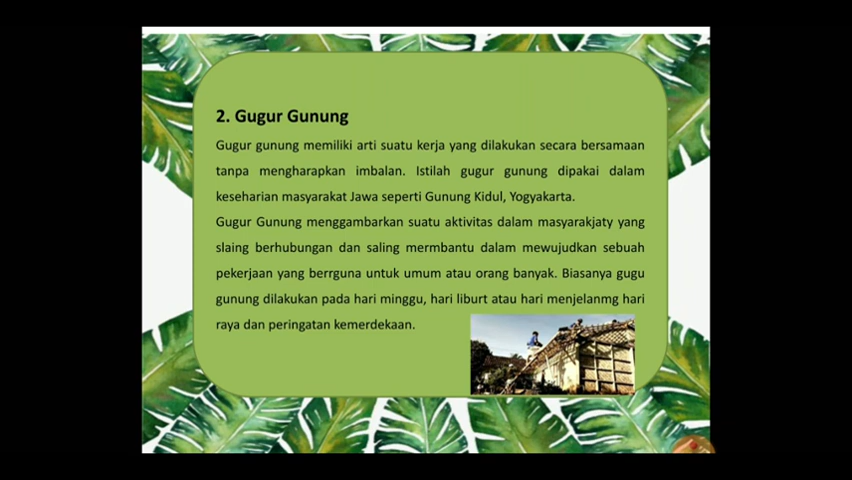 2. Gugur Gunung
Gugur gunung memiliki arti suatu kerja yang dilakukan secara bersamaan
tanpa mengharapkan imbalan. Istilah gugur gunung dipakai dalam
keseharian masyarakat Jawa seperti Gunung Kidul, Yogyakarta.
Gugur Gunung menggambarkan suatu aktivitas dalam masyarakjaty yang
slaing berhubungan dan saling mermbantu dalam mewujudkan sebuah
pekerjaan yang berrguna untuk umum atau orang banyak. Biasanya gugu
gunung dilakukan pada hari minggu, hari liburt atau hari menjelanmg hari
raya dan peringatan kemerdekaan.